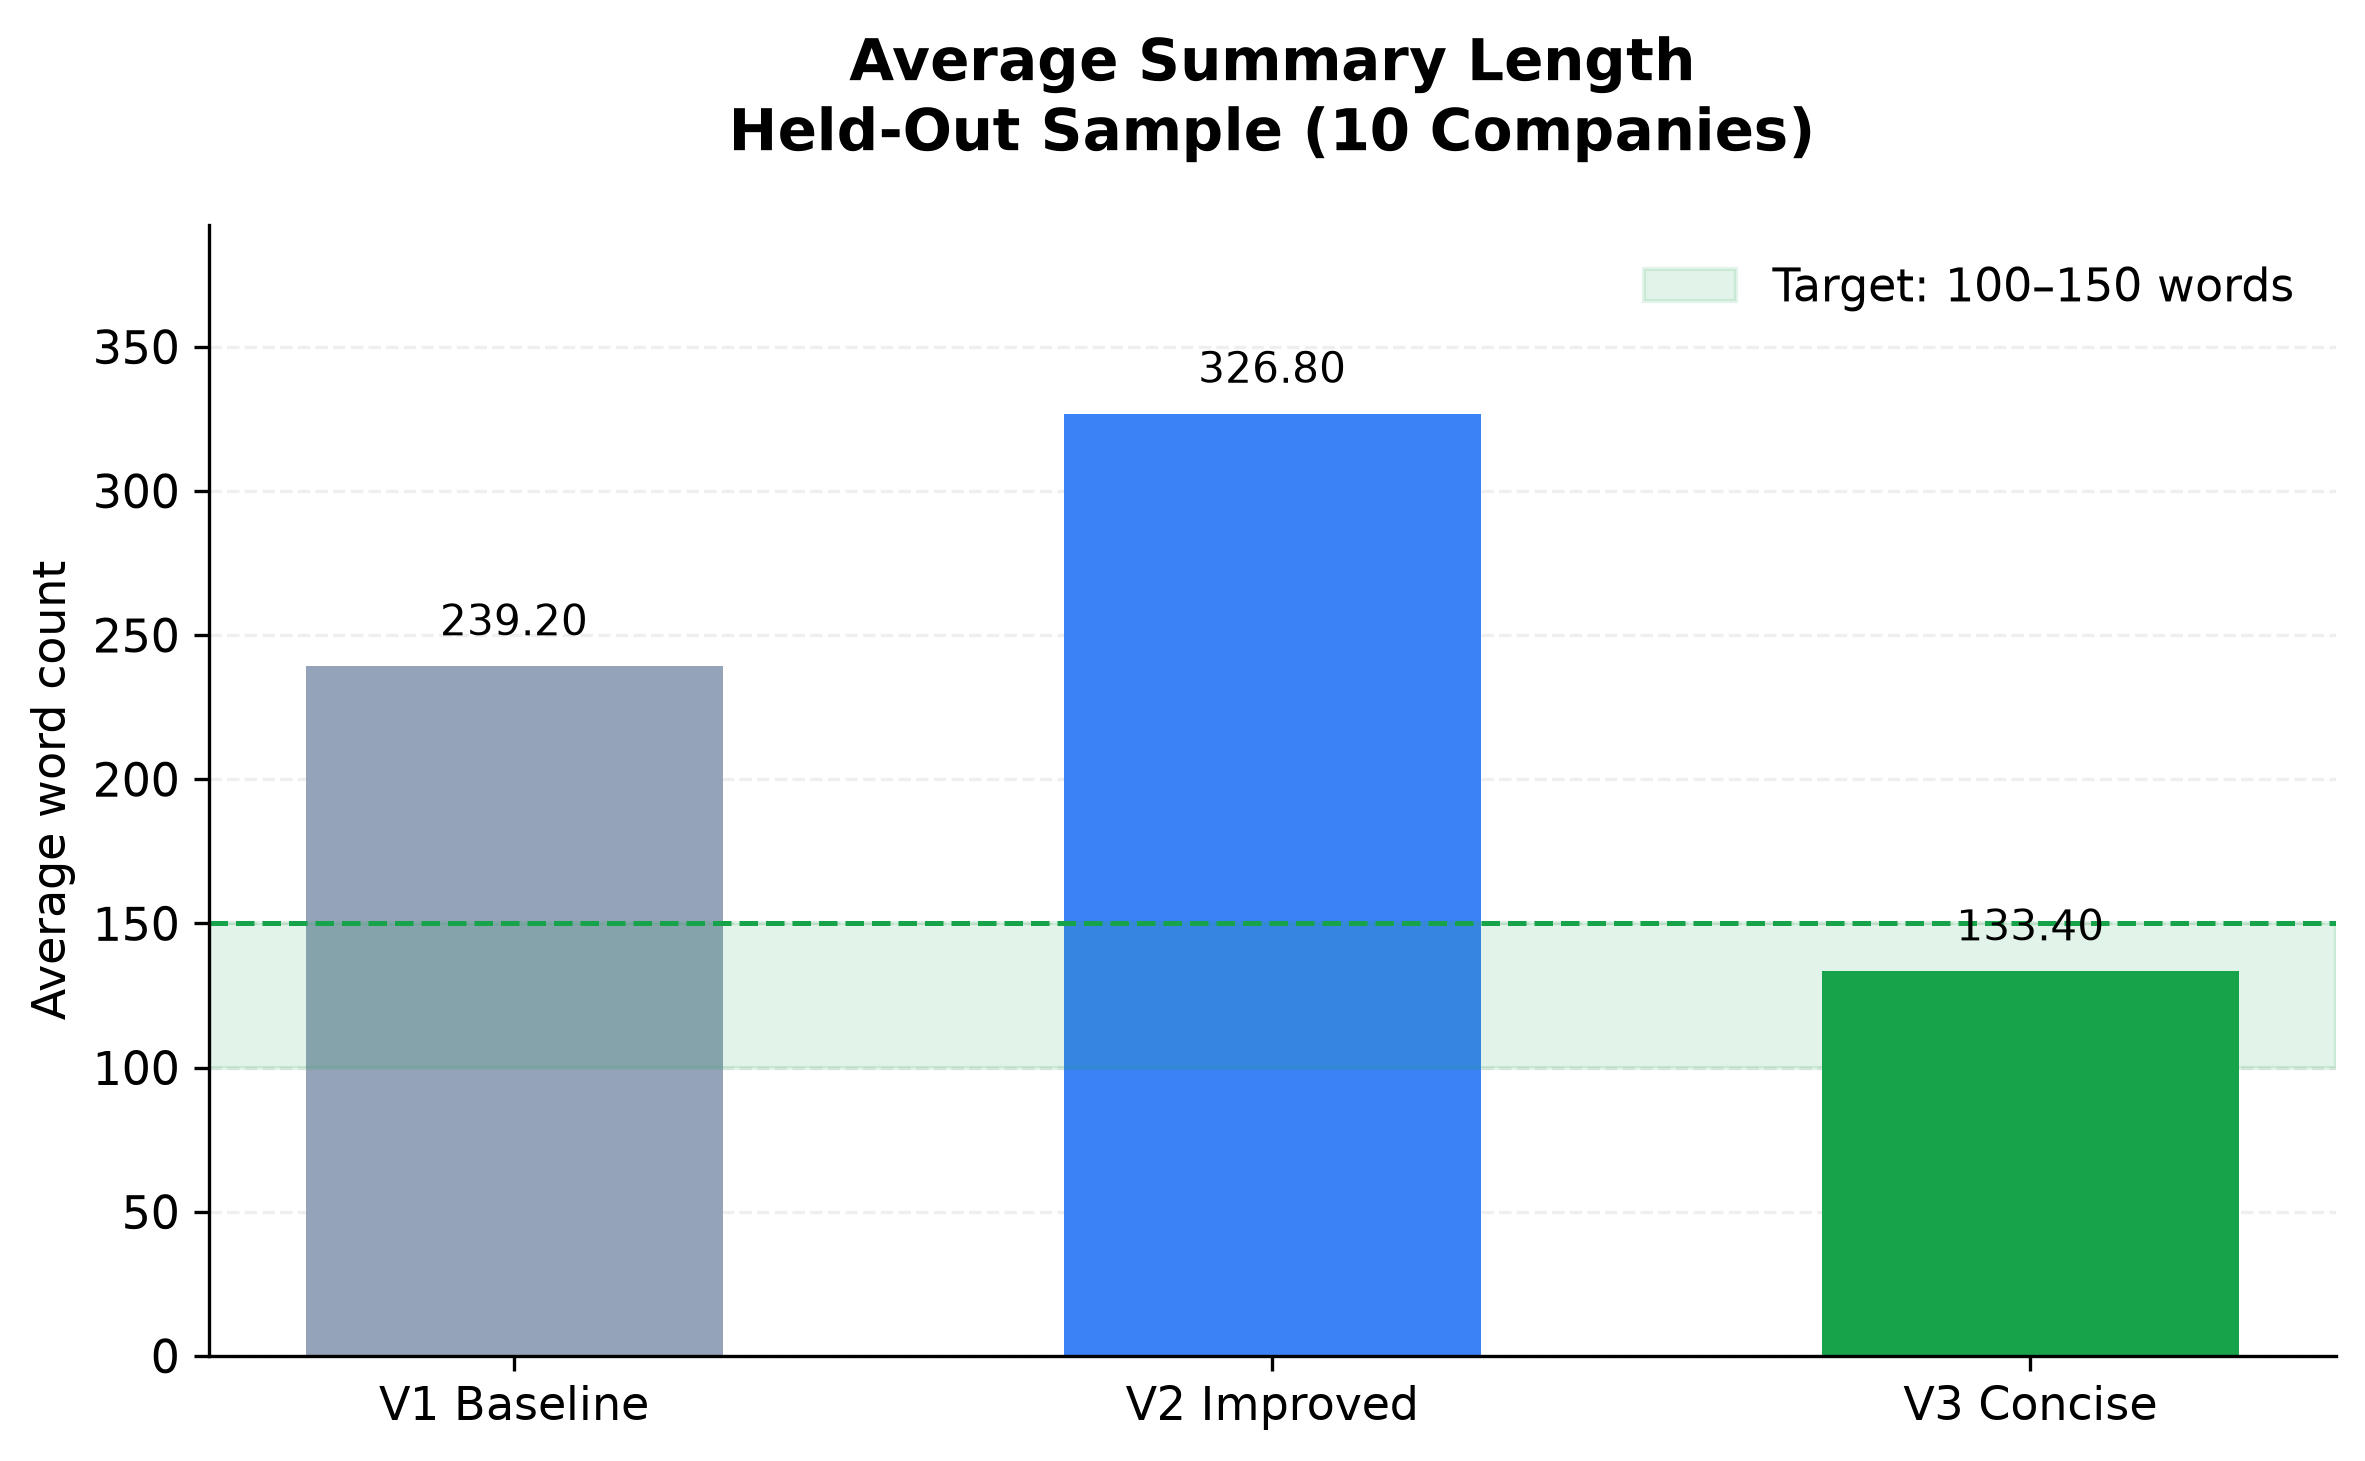 Average Summary Length
Held-Out Sample (10 Companies)
Target: 100–150 words
Average word count
350
300
250
200
150
100
50
0
239.20
326.80
133.40
V1 Baseline
V2 Improved
V3 Concise